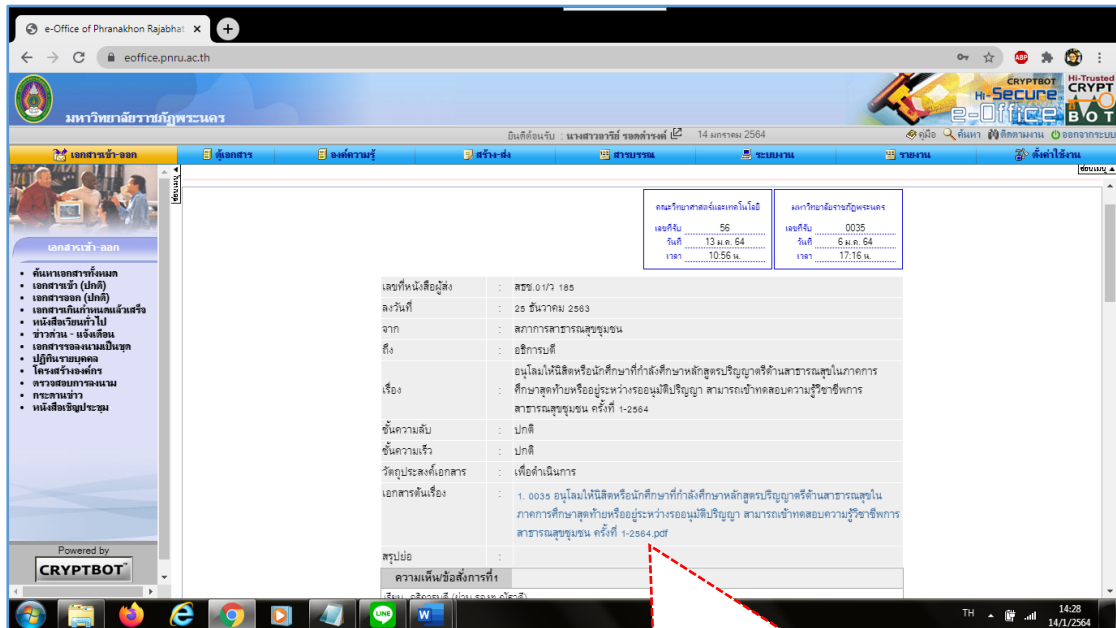 e-Office of Phranakhon Rajabhat
eoffice.pnru.ac.th
มหาวิทยาลัยราชภัฏพระนคร
CRYPTBOT
Hi-Secure
e-Office
Hi-Trusted
CRYPT
BOT
ยินดีต้อนรับ : นางสาวอารีย์ รอดดำรงค์ 14 มกราคม 2564
คู่มือ ค้นหา ติดตามงาน ออกจากระบบ
เอกสารเข้า-ออก ตู้เอกสาร องค์ความรู้ สร้าง-ส่ง สารบรรณ ระบบงาน รายงาน ตั้งค่าใช้งาน
ซ่อนเมนู
ซ่อนเมนู
เอกสารเข้า-ออก
ค้นหาเอกสารทั้งหมด
เอกสารเข้า (ปกติ)
เอกสารออก (ปกติ)
เอกสารเกินกำหนดแล้วเสร็จ
หนังสือเวียนทั่วไป
ข่าวด่วน - แจ้งเตือน
เอกสารรอลงนามเป็นชุด
ปฏิทินรายบุคคล
โครงสร้างองค์กร
ตรวจสอบการลงนาม
กระดานข่าว
หนังสือเชิญประชุม
Powered by
CRYPTBOT
คณะวิทยาศาสตร์และเทคโนโลยี
เลขที่รับ 56
วันที่ 13 ม.ค. 64
เวลา 10:56 น.
มหาวิทยาลัยราชภัฏพระนคร
เลขที่รับ 0035
วันที่ 6 ม.ค. 64
เวลา 17:16 น.
เลขที่หนังสือผู้ส่ง : สธช.01/ว 185
ลงวันที่ : 25 ธันวาคม 2563
จาก : สภาการสาธารณสุขชุมชน
ถึง : อธิการบดี
เรื่อง : อนุโลมให้นิสิตหรือนักศึกษาที่กำลังศึกษาหลักสูตรปริญญาตรีด้านสาธารณสุขในภาคการ
ศึกษาสุดท้ายหรืออยู่ระหว่างรออนุมัติปริญญา สามารถเข้าทดสอบความรู้วิชาชีพการ
สาธารณสุขชุมชน ครั้งที่ 1-2564
ชั้นความลับ : ปกติ
ชั้นความเร็ว : ปกติ
วัตถุประสงค์เอกสาร : เพื่อดำเนินการ
เอกสารต้นเรื่อง : 1. 0035 อนุโลมให้นิสิตหรือนักศึกษาที่กำลังศึกษาหลักสูตรปริญญาตรีด้านสาธารณสุขใน
ภาคการศึกษาสุดท้ายหรืออยู่ระหว่างรออนุมัติปริญญา สามารถเข้าทดสอบความรู้วิชาชีพการ
สาธารณสุขชุมชน ครั้งที่ 1-2564.pdf
สรุปย่อ :
ความเห็น/ข้อสั่งการที่1
TH 14:28
14/1/2564